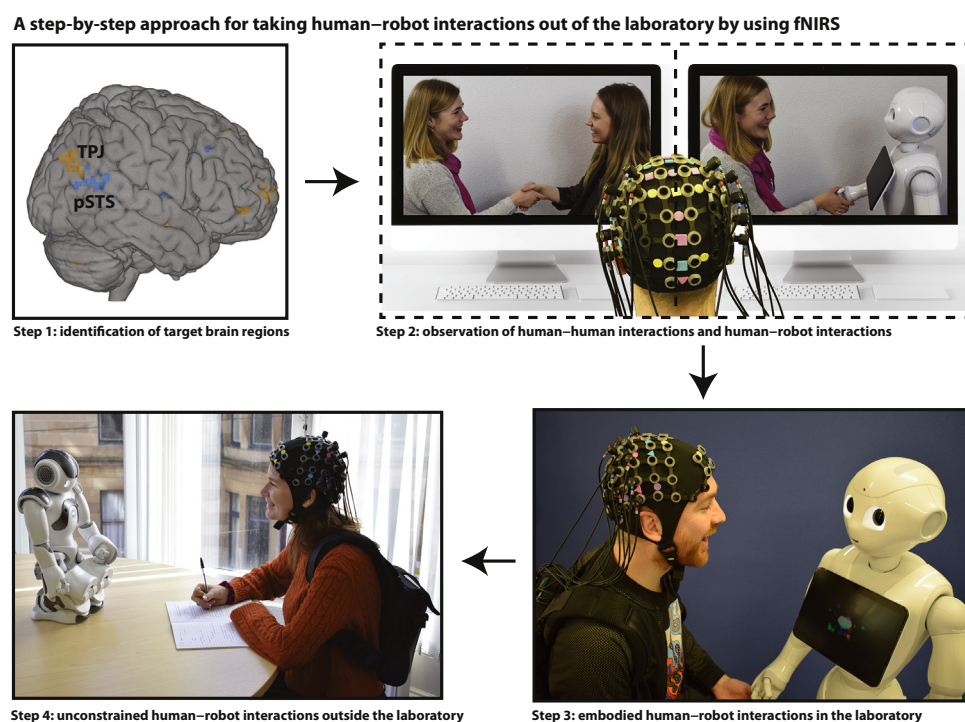 A step-by-step approach for taking human–robot interactions out of the laboratory by using fNIRS
TPJ
pSTS
Step 1: identification of target brain regions
Step 2: observation of human–human interactions and human–robot interactions
Step 4: unconstrained human–robot interactions outside the laboratory
Step 3: embodied human–robot interactions in the laboratory